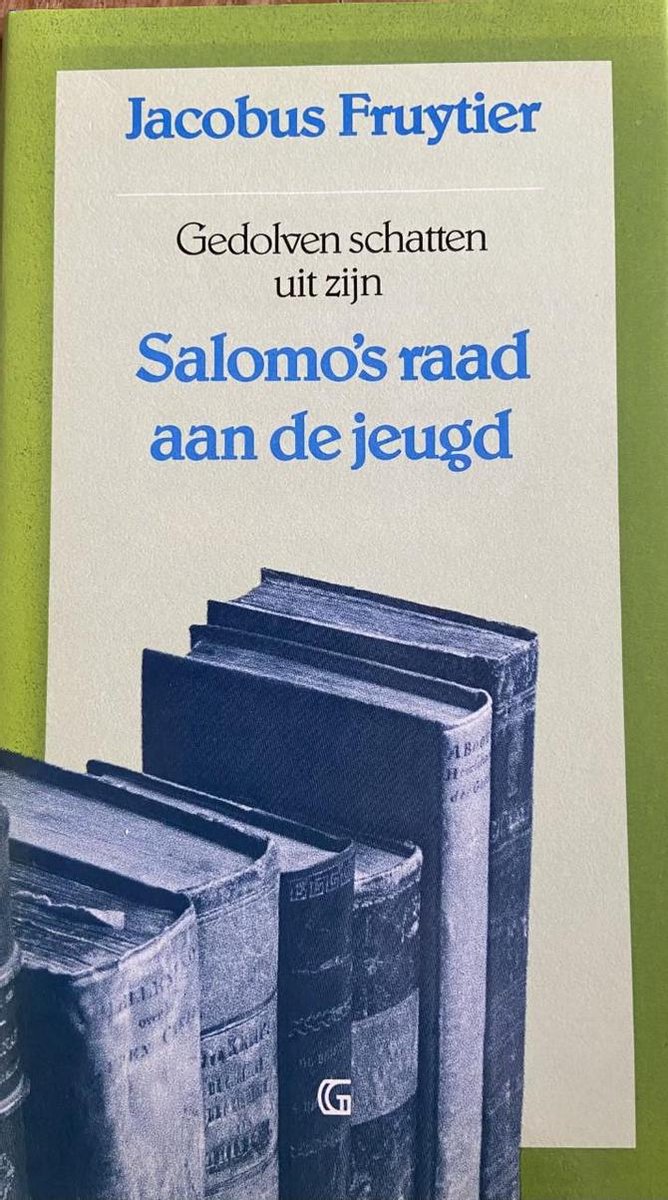 Jacobus Fruytier
Gedolven schatten
uit zijn
Salomo's raad
aan de jeugd
G